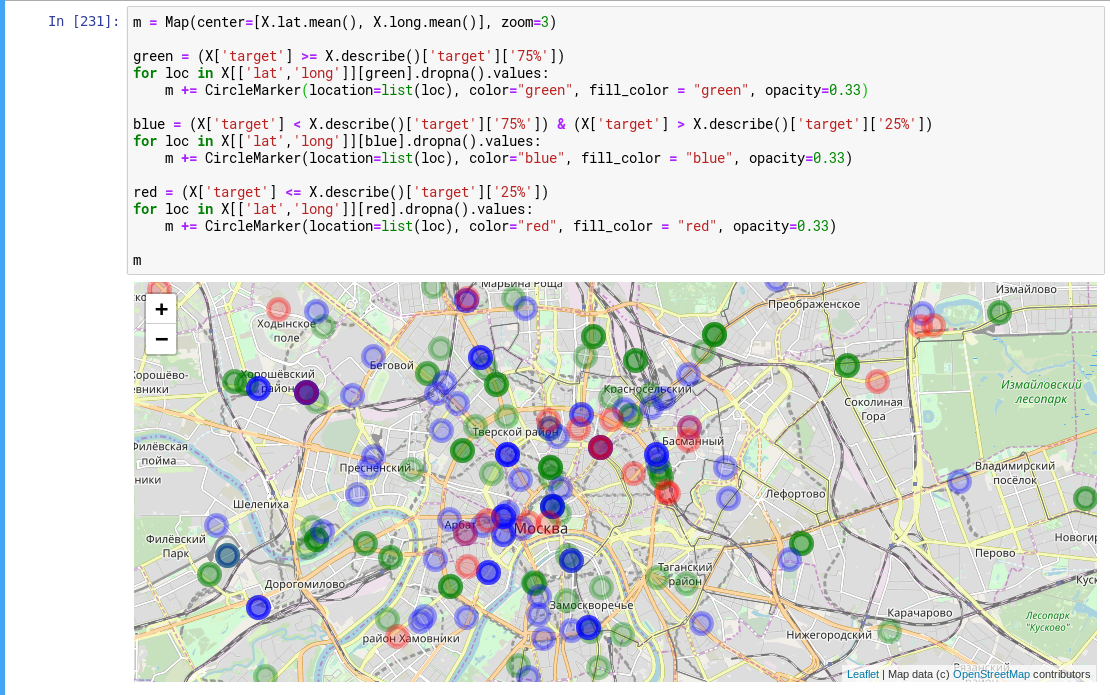 In [231]:
m = Map(center=[X.lat.mean(), X.long.mean()], zoom=3)
green = (X['target'] >= X.describe()['target']['75%'])
for loc in X[['lat','long']][green].dropna().values:
    m += CircleMarker(location=list(loc), color="green", fill_color = "green", opacity=0.33)
blue = (X['target'] < X.describe()['target']['75%']) & (X['target'] > X.describe()['target']['25%'])
for loc in X[['lat','long']][blue].dropna().values:
    m += CircleMarker(location=list(loc), color="blue", fill_color = "blue", opacity=0.33)
red = (X['target'] <= X.describe()['target']['25%'])
for loc in X[['lat','long']][red].dropna().values:
    m += CircleMarker(location=list(loc), color="red", fill_color = "red", opacity=0.33)
m
Марьина Роща
Измайлово
Преображенское
+
−
Ходынское
поле
Беговой
Хорошёво-
евники
Хорошёвский
район
Красносельский
Измайловский
лесопарк
Соколиная
Гора
Тверской район
Басманный
Филёвская
пойма
ники
Пресненский
Владимирский
посёлок
Лефортово
Шелепиха
Арбат
Москва
Филёвский
Парк
Новоги
Перово
Таганский
район
Дорогомилово
Кус
Замоскворечье
Карачарово
Лесопарк
"Кусково"
район Хамовники
Нижегородский
Leaflet | Map data (c) OpenStreetMap contributors